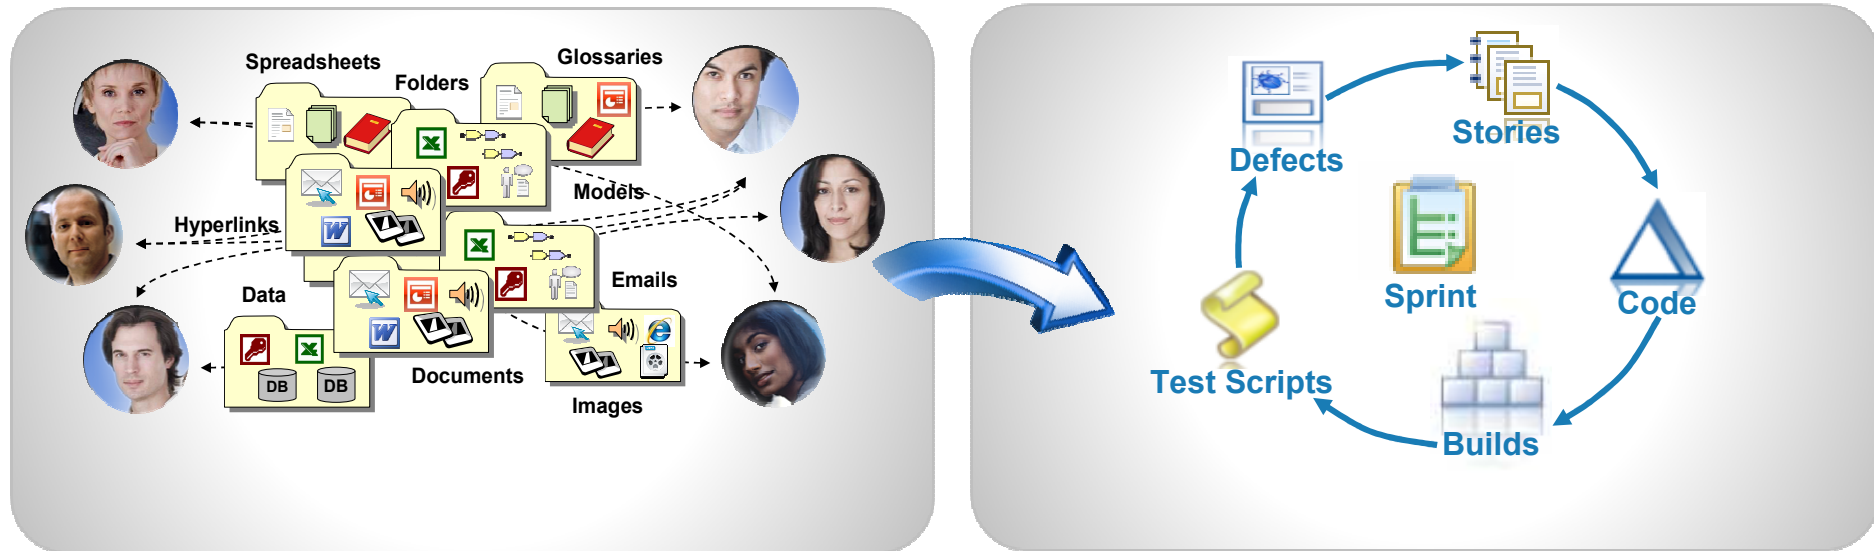 Spreadsheets
Glossaries
Folders
Models
Hyperlinks
Data
DB
DB
Emails
Documents
Images
Stories
Defects
Sprint
Code
Test Scripts
Builds